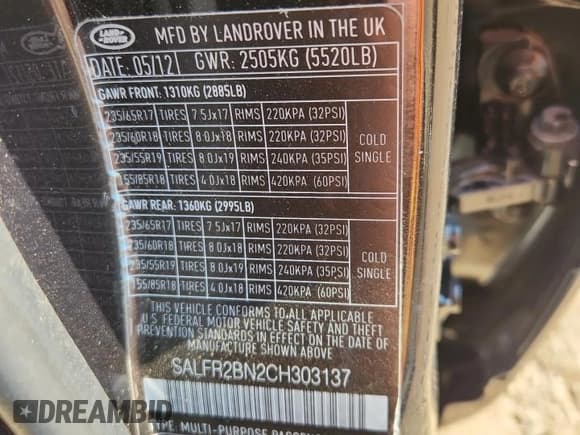 LAND
ROVER
MFD BY LANDROVER IN THE UK
DATE: 05/12 GWR: 2505KG (5520LB)
GAWR FRONT: 1310KG (2885LB)
235/65R17 TIRES 7.5Jx17 RIMS 220KPA (32PSI)
235/60R18 TIRES 8.0Jx18 RIMS 220KPA (32PSI)
235/55R19 TIRES 8.0Jx19 RIMS 240KPA (35PSI)
155/85R18 TIRES 4.0Jx18 RIMS 420KPA (60PSI)
COLD
SINGLE
GAWR REAR: 1360KG (2995LB)
235/65R17 TIRES 7.5Jx17 RIMS 220KPA (32PSI)
235/60R18 TIRES 8.0Jx18 RIMS 220KPA (32PSI)
235/55R19 TIRES 8.0Jx19 RIMS 240KPA (35PSI)
155/85R18 TIRES 4.0Jx18 RIMS 420KPA (60PSI)
COLD
SINGLE
THIS VEHICLE CONFORMS TO ALL APPLICABLE
U.S FEDERAL MOTOR VEHICLE SAFETY AND THEFT
PREVENTION STANDARDS IN EFFECT ON THE DATE OF
MANUFACTURE SHOWN ABOVE.
SALFR2BN2CH303137
TYPE: MULTI-PURPOSE
DREAMBID